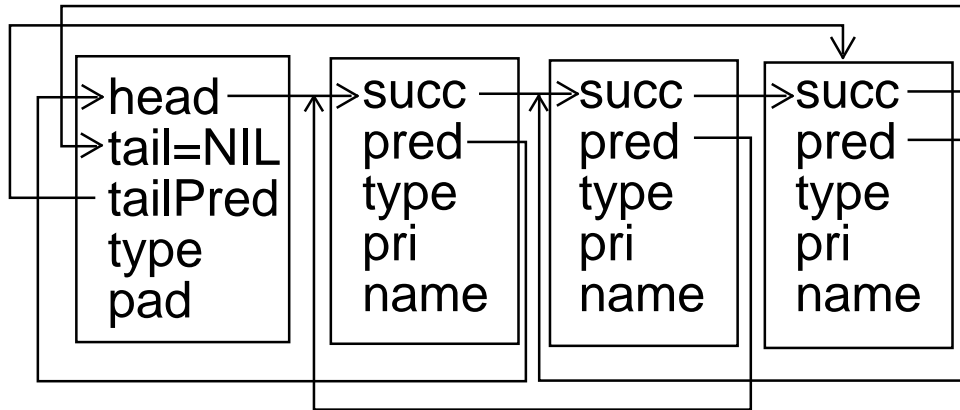 head
tail=NIL
tailPred
type
pad
succ
pred
type
pri
name
succ
pred
type
pri
name
succ
pred
type
pri
name